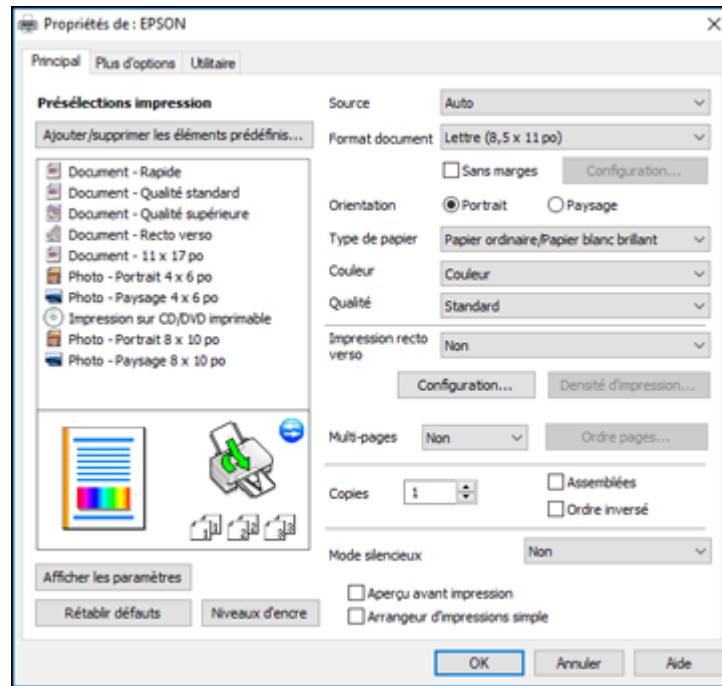 Propriétés de : EPSON
Principal Plus d'options Utilitaire
Présélections impression
Ajouter/supprimer les éléments prédéfinis...
Document - Rapide
Document - Qualité standard
Document - Qualité supérieure
Document - Recto verso
Document - 11 x 17 po
Photo - Portrait 4 x 6 po
Photo - Paysage 4 x 6 po
Impression sur CD/DVD imprimable
Photo - Portrait 8 x 10 po
Photo - Paysage 8 x 10 po
1 1 2 2 3 3
Afficher les paramètres
Rétablir défauts Niveaux d'encre
Source Auto
Format document Lettre (8,5 x 11 po)
Sans marges Configuration...
Orientation Portrait Paysage
Type de papier Papier ordinaire/Papier blanc brillant
Couleur Couleur
Qualité Standard
Impression recto
verso Non
Configuration... Densité d'impression...
Multi-pages Non Ordre pages...
Copies 1 Assemblées
Ordre inversé
Mode silencieux Non
Aperçu avant impression
Arrangeur d'impressions simple
OK Annuler Aide